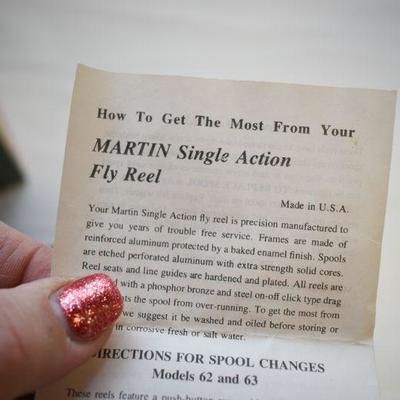 How To Get The Most From Your
MARTIN Single Action
Fly Reel
Made in U.S.A.
Your Martin Single Action fly reel is precision manufactured to
give you years of trouble free service. Frames are made of
reinforced aluminum protected by a baked enamel finish. Spools
are etched perforated aluminum with extra strength solid cores.
Reel seats and line guides are hardened and plated. All reels are
with a phosphor bronze and steel on-off click type drag
the spool from over-running. To get the most from
we suggest it be washed and oiled before storing or
in corrosive fresh or salt water.
DIRECTIONS FOR SPOOL CHANGES
Models 62 and 63
These reels feature a push-button